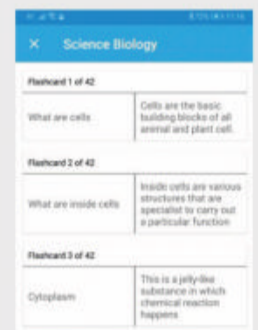 Science Biology
Flashcard 1 of 42
What are cells
Cells are the basic
building blocks of all
animal and plant cell.
Flashcard 2 of 42
What are inside cells
Inside cells are various
structures that are
specialist to carry out
a particular function
Flashcard 3 of 42
Cytoplasm
This is a jelly-like
substance in which
chemical reaction
happens